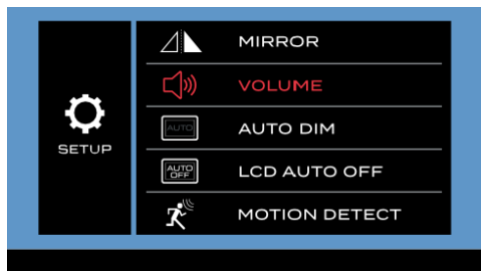 SETUP
MIRROR
VOLUME
AUTO
AUTO DIM
AUTO
OFF
LCD AUTO OFF
MOTION DETECT